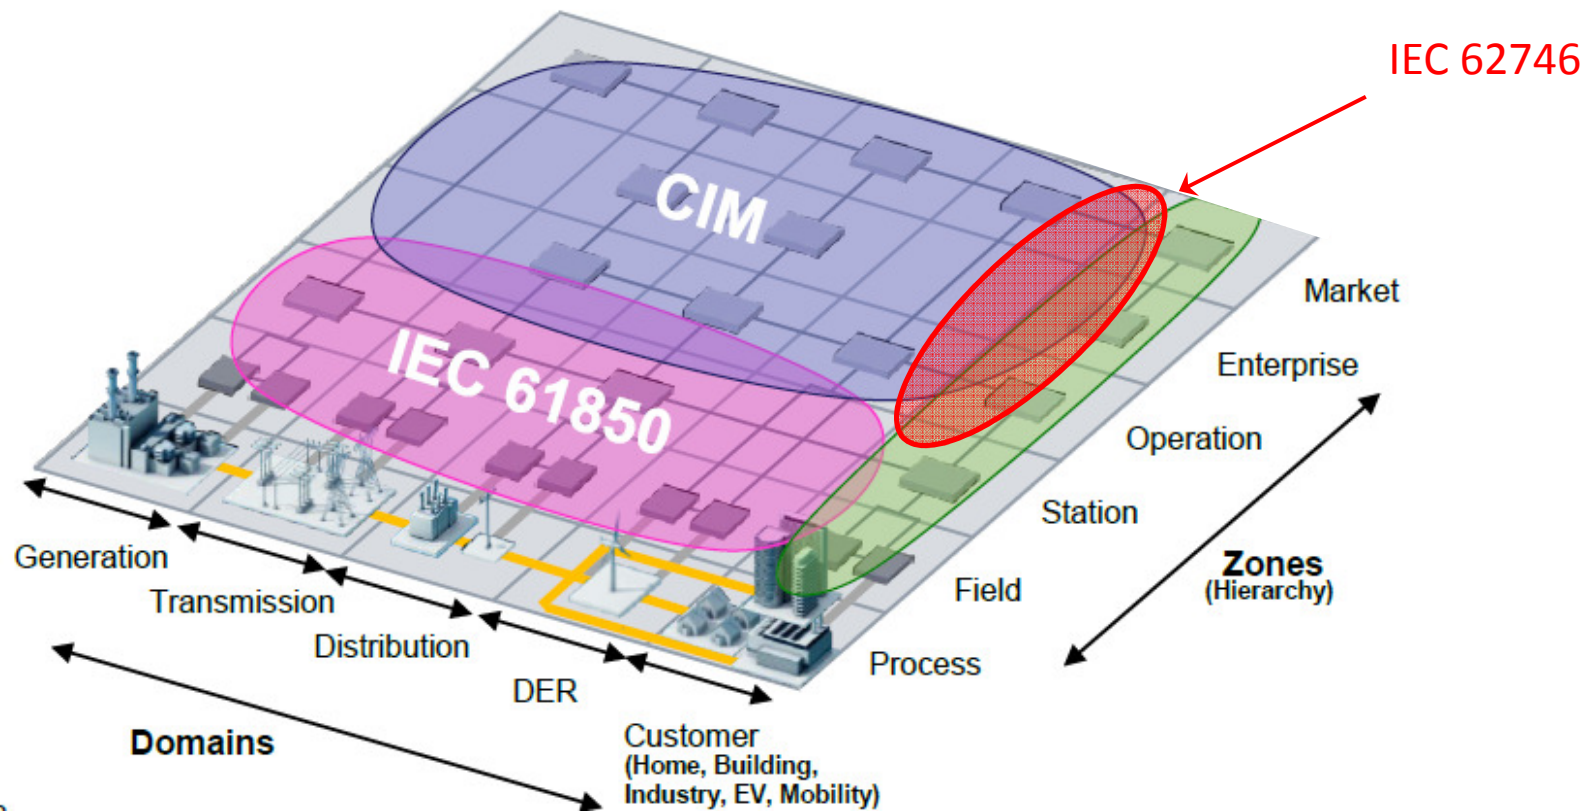 IEC 62746
CIM
IEC 61850
Market
Enterprise
Operation
Station
Field
Process
Zones
(Hierarchy)
Generation
Transmission
Distribution
DER
Customer
(Home, Building,
Industry, EV, Mobility)
Domains